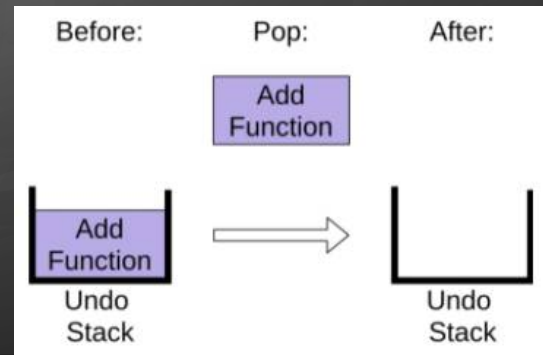 Before:
Pop:
After:
Add
Function
Add
Function
Undo
Stack
Undo
Stack